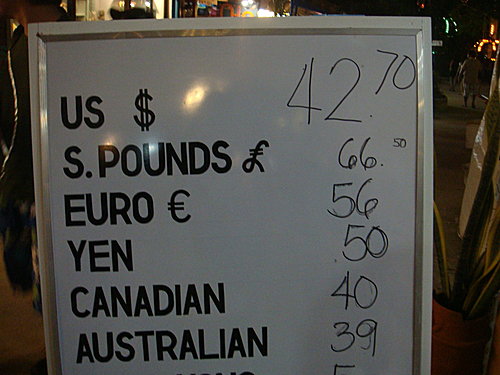 US $ 42.70
S.POUNDS £ 66.50
EURO € 56
YEN .50
CANADIAN 40
AUSTRALIAN 39